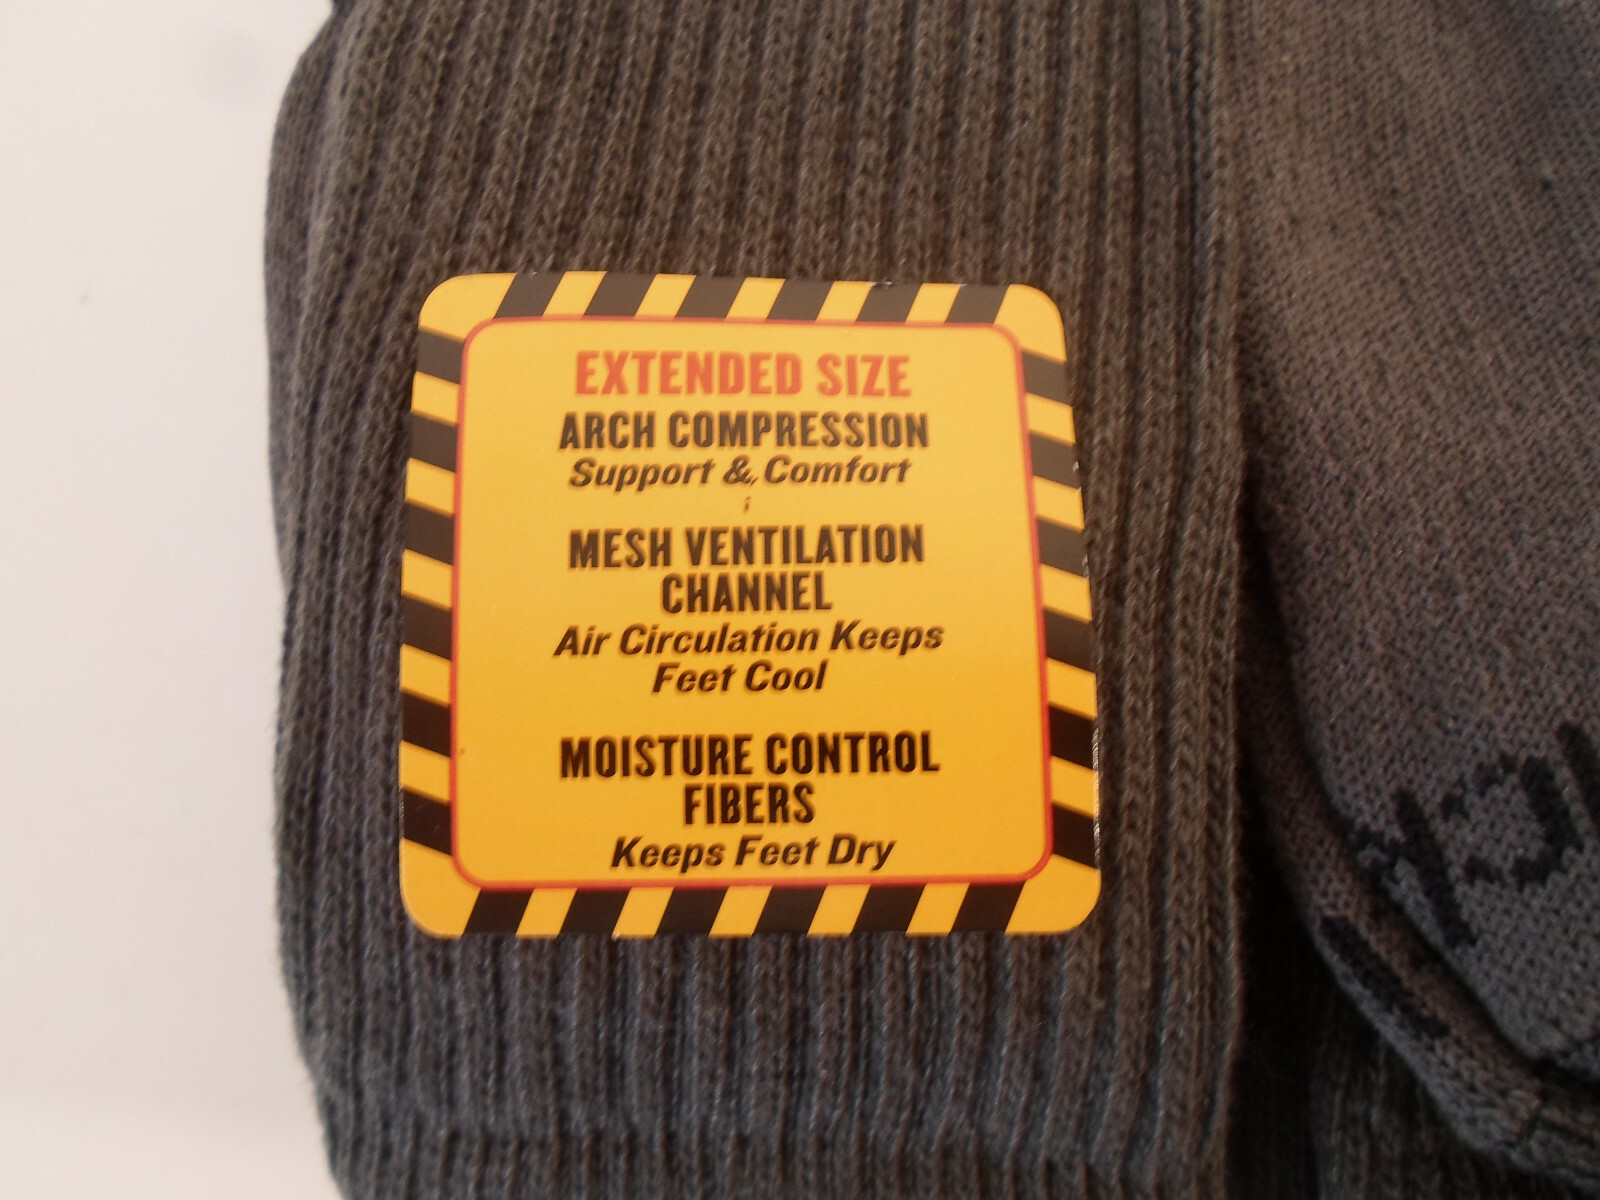 EXTENDED SIZE
ARCH COMPRESSION
Support & Comfort
MESH VENTILATION
CHANNEL
Air Circulation Keeps
Feet Cool
MOISTURE CONTROL
FIBERS
Keeps Feet Dry